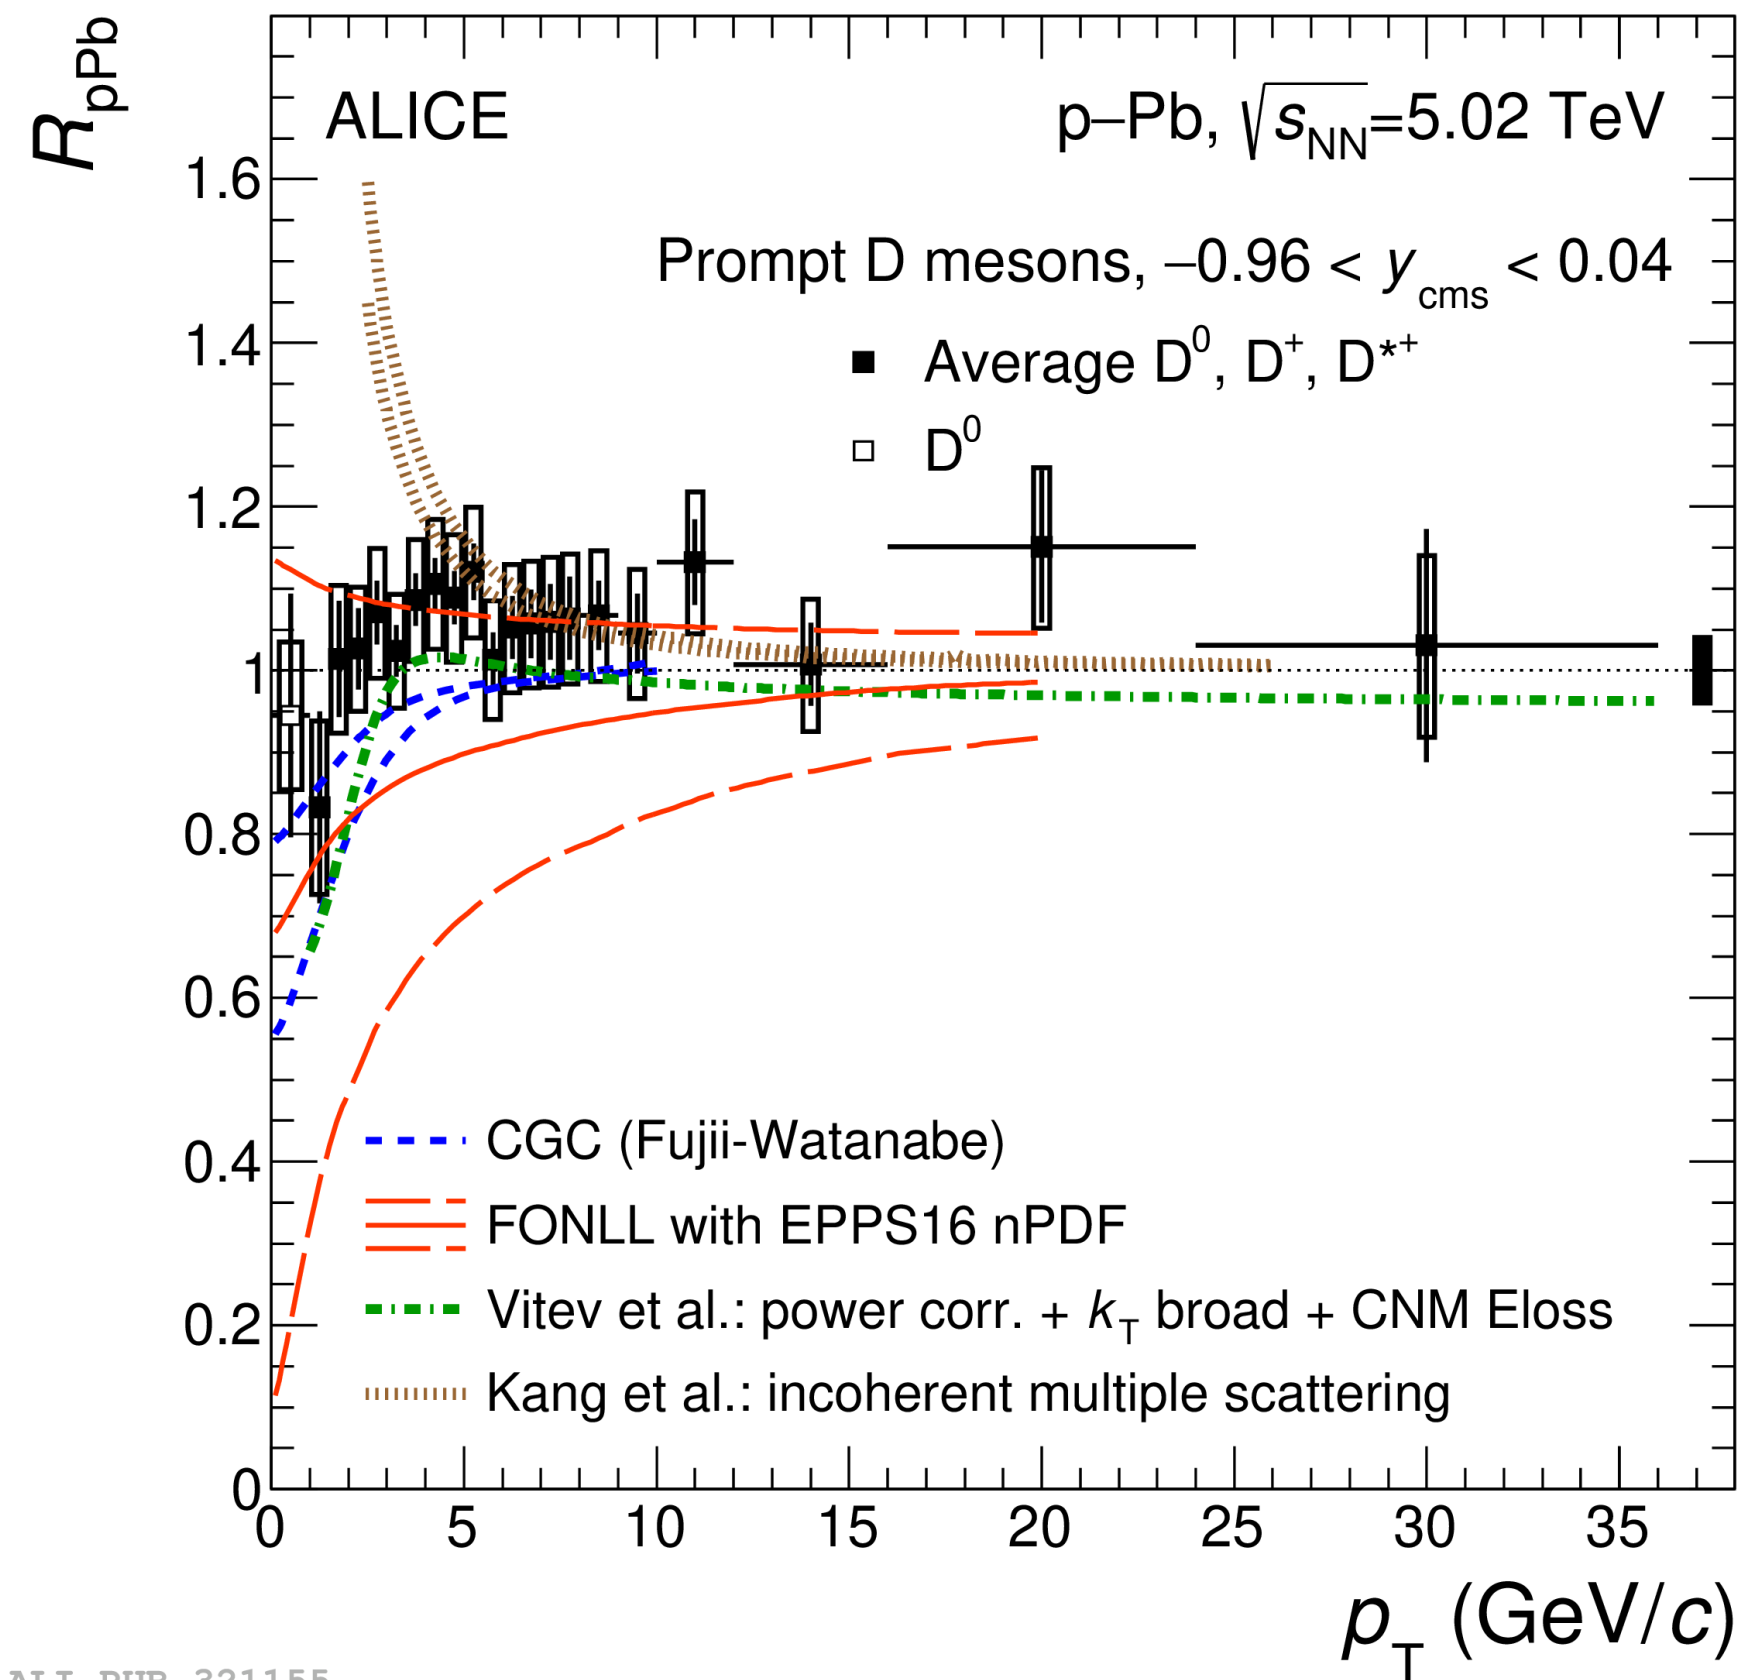 R_pPb
ALICE
p–Pb, √s_NN=5.02 TeV
Prompt D mesons, –0.96 < y_cms < 0.04
Average D⁰, D⁺, D*⁺
D⁰
1.6
1.4
1.2
1
0.8
0.6
0.4
0.2
0
CGC (Fujii-Watanabe)
FONLL with EPPS16 nPDF
Vitev et al.: power corr. + k_T broad + CNM Eloss
Kang et al.: incoherent multiple scattering
0 5 10 15 20 25 30 35
p_T (GeV/c)